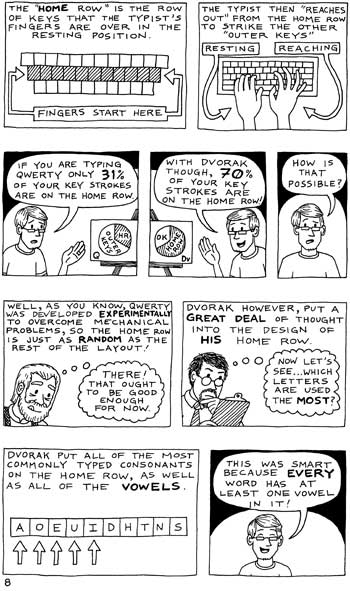 THE "HOME ROW" IS THE ROW
OF KEYS THAT THE TYPIST'S
FINGERS ARE OVER IN THE
RESTING POSITION.
FINGERS START HERE
THE TYPIST THEN "REACHES
OUT" FROM THE HOME ROW
TO STRIKE THE OTHER
"OUTER KEYS"
RESTING
REACHING
IF YOU ARE TYPING
QWERTY ONLY 31%
OF YOUR KEY STROKES
ARE ON THE HOME ROW.
OUTER
KEYS
HR
Q
WITH DVORAK
THOUGH, 70%
OF YOUR KEY
STROKES ARE
ON THE HOME ROW!
OK
HOME
ROW
Dv
HOW IS
THAT
POSSIBLE?
WELL, AS YOU KNOW, QWERTY
WAS DEVELOPED EXPERIMENTALLY
TO OVERCOME MECHANICAL
PROBLEMS, SO THE HOME ROW
IS JUST AS RANDOM AS THE
REST OF THE LAYOUT!
THERE!
THAT OUGHT
TO BE GOOD
ENOUGH
FOR NOW.
DVORAK HOWEVER, PUT A
GREAT DEAL OF THOUGHT
INTO THE DESIGN OF
HIS HOME ROW.
NOW LET'S
SEE...WHICH
LETTERS
ARE USED
THE MOST?
DVORAK PUT ALL OF THE MOST
COMMONLY TYPED CONSONANTS
ON THE HOME ROW, AS WELL
AS ALL OF THE VOWELS.
A O E U I D H T N S
THIS WAS SMART
BECAUSE EVERY
WORD HAS AT
LEAST ONE VOWEL
IN IT!
8